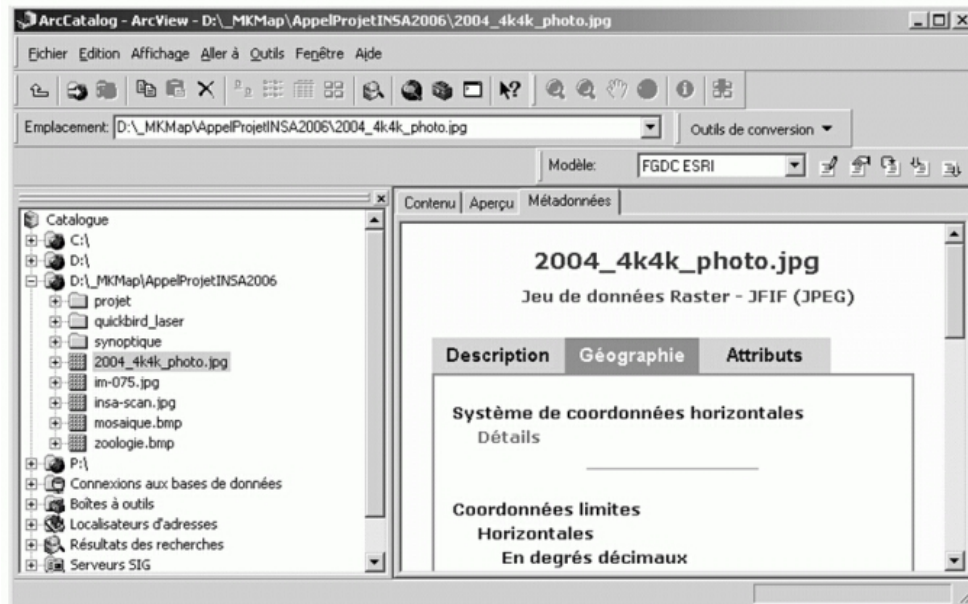 ArcCatalog - ArcView - D:\_MKMap\AppelProjetINSA2006\2004_4k4k_photo.jpg
Fichier Edition Affichage Aller à Outils Fenêtre Aide
Emplacement: D:\_MKMap\AppelProjetINSA2006\2004_4k4k_photo.jpg Outils de conversion
Modèle: FGDC ESRI
Catalogue
C:\
D:\
D:\_MKMap\AppelProjetINSA2006
projet
quickbird_laser
synoptique
2004_4k4k_photo.jpg
im-075.jpg
insa-scan.jpg
mosaique.bmp
zoologie.bmp
P:\
Connexions aux bases de données
Boîtes à outils
Localisateurs d'adresses
Résultats des recherches
Serveurs SIG
Contenu Aperçu Métadonnées
2004_4k4k_photo.jpg
Jeu de données Raster - JFIF (JPEG)
Description Géographie Attributs
Système de coordonnées horizontales
Détails
Coordonnées limites
Horizontales
En degrés décimaux